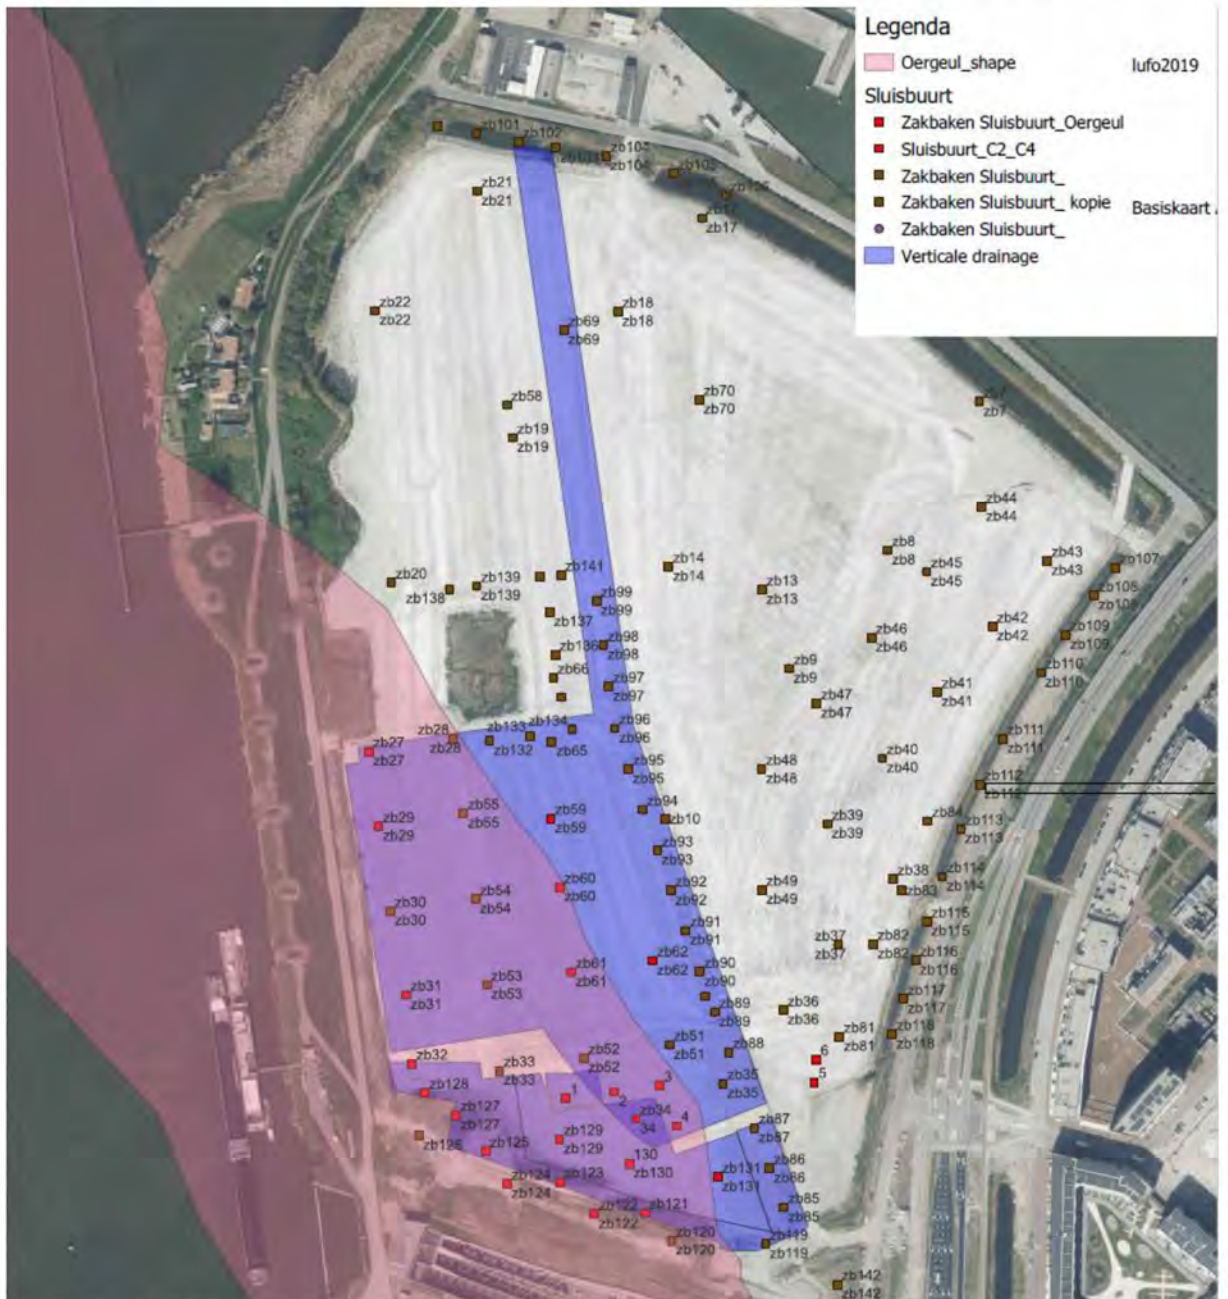 Legenda
Oergeul_shape
lufo2019
Sluisbuurt
Zakbaken Sluisbuurt_Oergeul
Sluisbuurt_C2_C4
Zakbaken Sluisbuurt_
Zakbaken Sluisbuurt_ kopie
Basiskaart
Zakbaken Sluisbuurt_
Verticale drainage
zb101
zb102
zb104
zb21
zb21
zb17
zb22
zb22
zb18
zb18
zb69
zb69
zb70
zb70
zb7
zb58
zb19
zb19
zb44
zb44
zb8
zb8
zb43
zb43
zb107
zb14
zb14
zb45
zb45
zb20
zb139
zb139
zb141
zb138
zb13
zb13
zb99
zb99
zb137
zb42
zb42
zb109
zb109
zb46
zb46
zb98
zb98
zb136
zb66
zb9
zb9
zb110
zb110
zb97
zb97
zb41
zb41
zb47
zb47
zb28
zb28
zb133
zb134
zb132
zb65
zb96
zb96
zb111
zb111
zb27
zb27
zb95
zb95
zb48
zb48
zb40
zb40
zb112
zb112
zb55
zb55
zb59
zb59
zb94
zb10
zb29
zb29
zb39
zb39
zb84
zb113
zb113
zb93
zb93
zb60
zb60
zb92
zb92
zb49
zb49
zb38
zb83
zb114
zb114
zb54
zb54
zb30
zb30
zb91
zb91
zb115
zb115
zb37
zb37
zb82
zb82
zb116
zb116
zb62
zb62
zb61
zb61
zb90
zb90
zb53
zb53
zb31
zb31
zb89
zb89
zb36
zb36
zb117
zb117
zb81
zb81
zb118
zb118
zb51
zb51
zb88
zb52
zb52
zb32
zb33
zb33
6
5
zb35
zb35
3
2
1
zb128
zb127
zb127
zb34
34
4
zb87
zb87
zb126
zb125
zb129
zb129
130
zb130
zb131
zb131
zb86
zb86
zb124
zb124
zb123
zb122
zb122
zb121
zb85
zb85
zb120
zb120
zb119
zb119
zb142
zb142